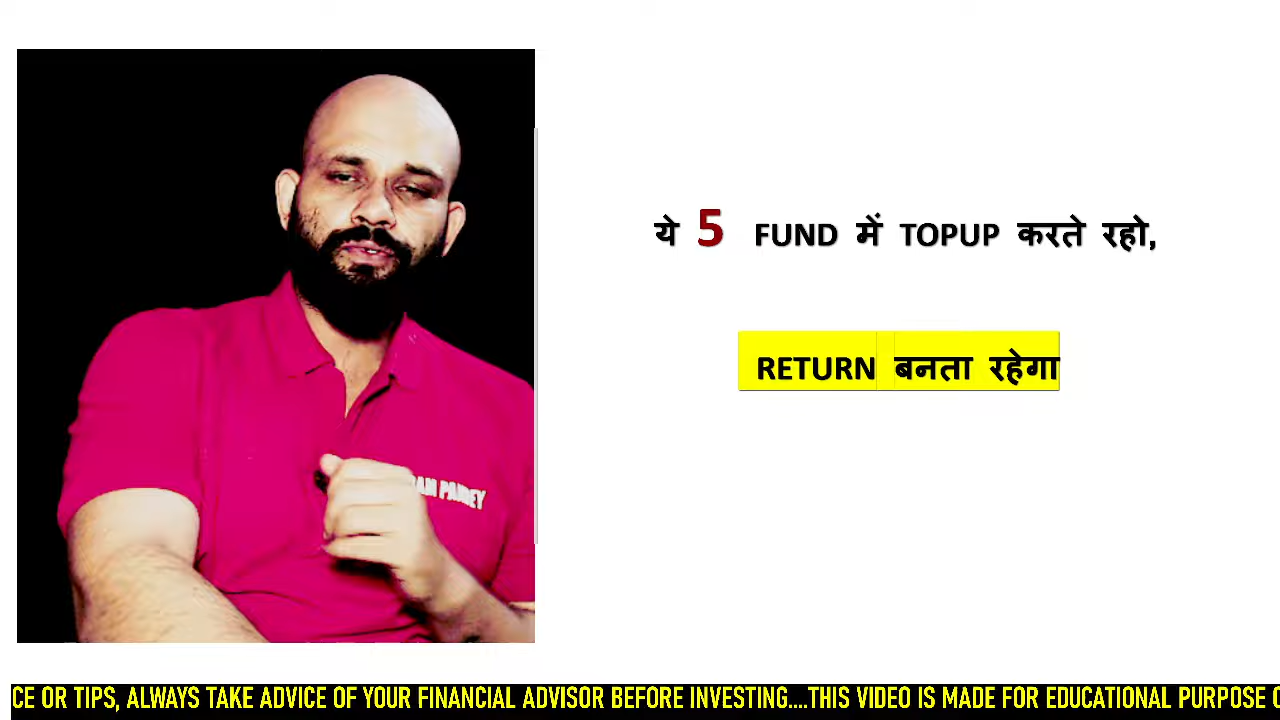 ये 5 FUND में TOPUP करते रहो,
RETURN बनता रहेगा
PANDEY
CE OR TIPS, ALWAYS TAKE ADVICE OF YOUR FINANCIAL ADVISOR BEFORE INVESTING....THIS VIDEO IS MADE FOR EDUCATIONAL PURPOSE